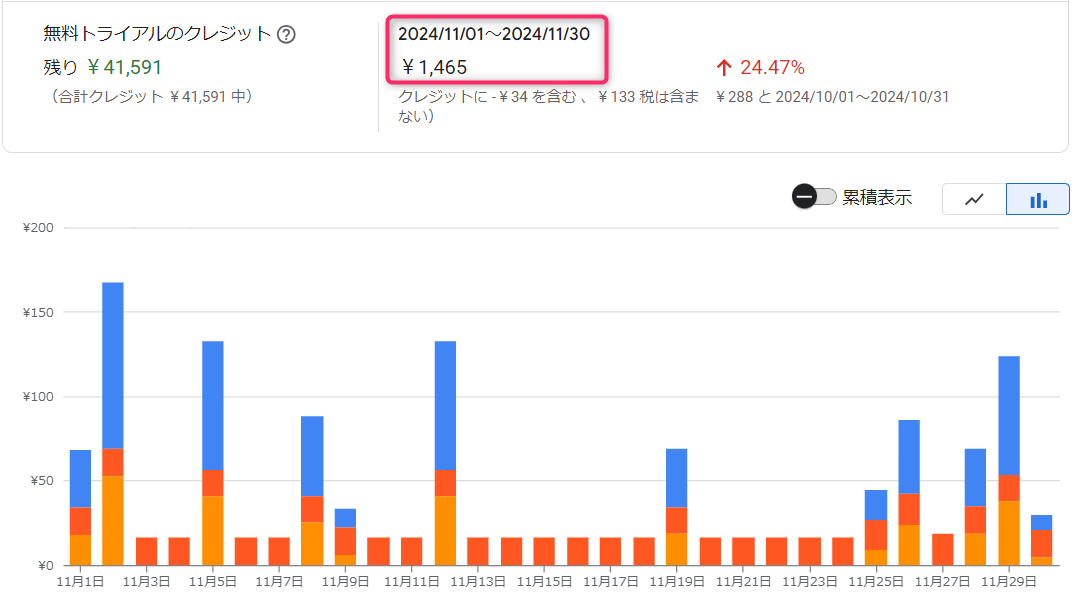 無料トライアルのクレジット
残り ¥41,591
（合計クレジット ¥41,591 中）
2024/11/01～2024/11/30
¥1,465
クレジットに -¥34 を含む 、¥133 税は含ま
ない）
24.47%
¥288 と 2024/10/01～2024/10/31
累積表示
¥200
¥150
¥100
¥50
¥0
11月1日 11月3日 11月5日 11月7日 11月9日 11月11日 11月13日 11月15日 11月17日 11月19日 11月21日 11月23日 11月25日 11月27日 11月29日